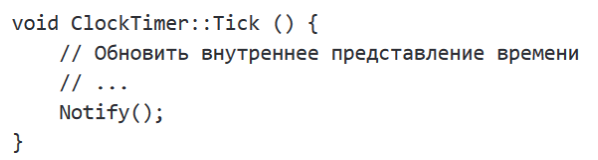 void ClockTimer::Tick () {
    // Обновить внутреннее представление времени
    // ...
    Notify();
}